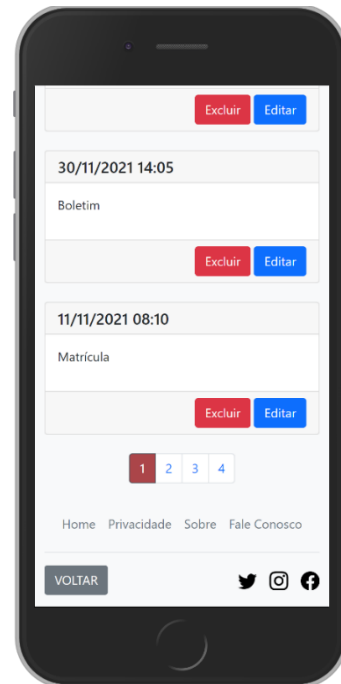 Excluir Editar
30/11/2021 14:05
Boletim
Excluir Editar
11/11/2021 08:10
Matrícula
Excluir Editar
1 2 3 4
Home Privacidade Sobre Fale Conosco
VOLTAR